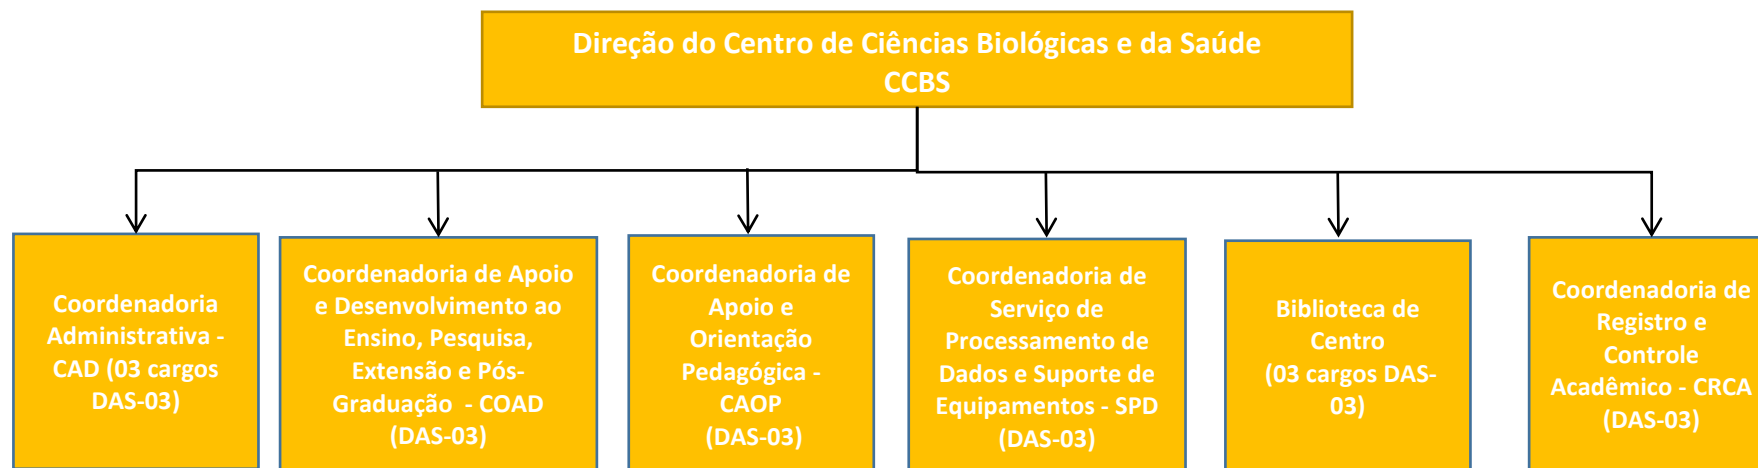 Direção do Centro de Ciências Biológicas e da Saúde
CCBS
Coordenadoria
Administrativa -
CAD (03 cargos
DAS-03)
Coordenadoria de Apoio
e Desenvolvimento ao
Ensino, Pesquisa,
Extensão e Pós-
Graduação - COAD
(DAS-03)
Coordenadoria de
Apoio e
Orientação
Pedagógica -
CAOP
(DAS-03)
Coordenadoria de
Serviço de
Processamento de
Dados e Suporte de
Equipamentos - SPD
(DAS-03)
Biblioteca de
Centro
(03 cargos DAS-
03)
Coordenadoria de
Registro e
Controle
Acadêmico - CRCA
(DAS-03)